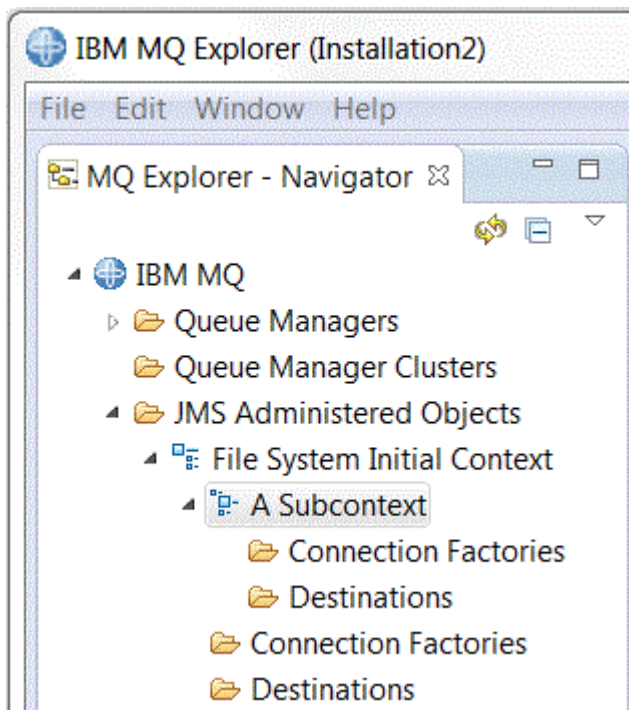 IBM MQ Explorer (Installation2)
File Edit Window Help
MQ Explorer - Navigator
IBM MQ
Queue Managers
Queue Manager Clusters
JMS Administered Objects
File System Initial Context
A Subcontext
Connection Factories
Destinations
Connection Factories
Destinations